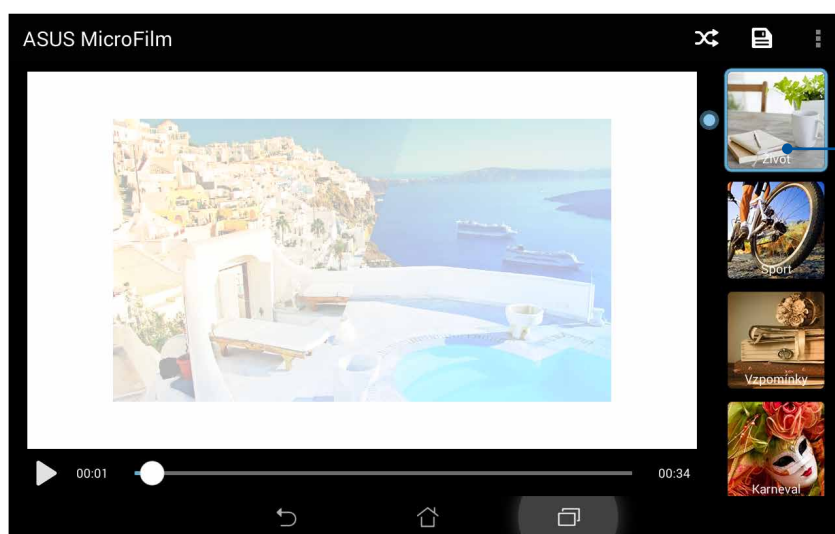 ASUS MicroFilm
Život
Sport
Vzpomínky
Karneval
00:01
00:34